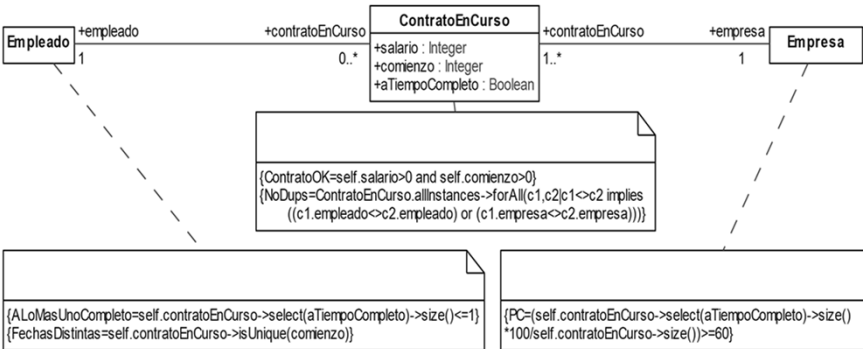 ContratoEnCurso
Empleado
+empleado
+contratoEnCurso
+salario : Integer
+comienzo : Integer
+aTiempoCompleto : Boolean
+contratoEnCurso
+empresa
Empresa
1
0..*
1..*
1
{ContratoOK=self.salario>0 and self.comienzo>0}
{NoDups=ContratoEnCurso.allInstances->forAll(c1,c2|c1<>c2 implies
((c1.empleado<>c2.empleado) or (c1.empresa<>c2.empresa)))}
{ALoMasUnoCompleto=self.contratoEnCurso->select(aTiempoCompleto)->size()<=1}
{FechasDistintas=self.contratoEnCurso->isUnique(comienzo)}
{PC=(self.contratoEnCurso->select(aTiempoCompleto)->size()
*100/self.contratoEnCurso->size())>=60}